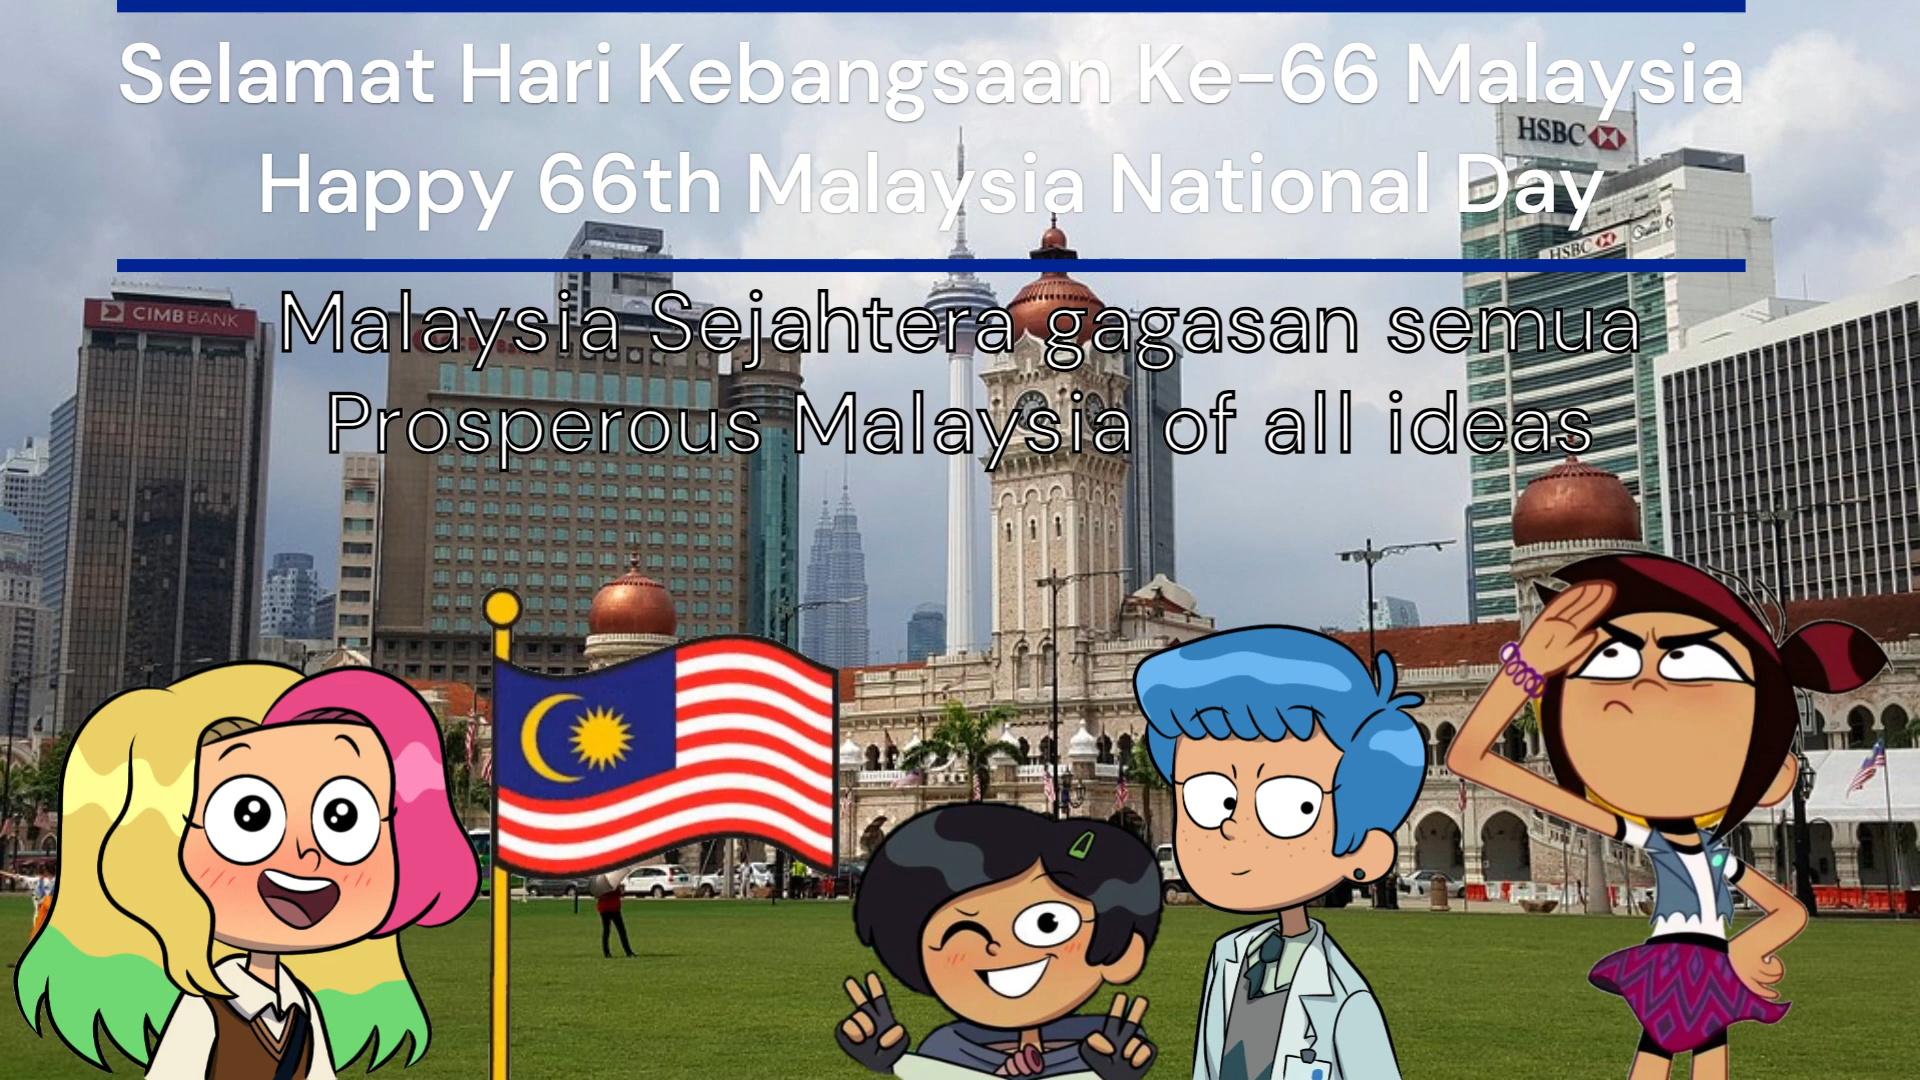 Selamat Hari Kebangsaan Ke-66 Malaysia
Happy 66th Malaysia National Day
HSBC
HSBC
CIMB BANK
Malaysia Sejahtera gagasan semua
Prosperous Malaysia of all ideas